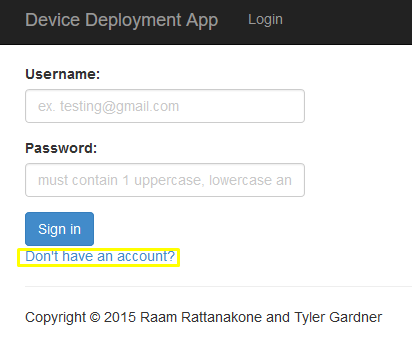 Device Deployment App Login
Username:
ex. testing@gmail.com
Password:
must contain 1 uppercase, lowercase an
Sign in
Don't have an account?
Copyright © 2015 Raam Rattanakone and Tyler Gardner